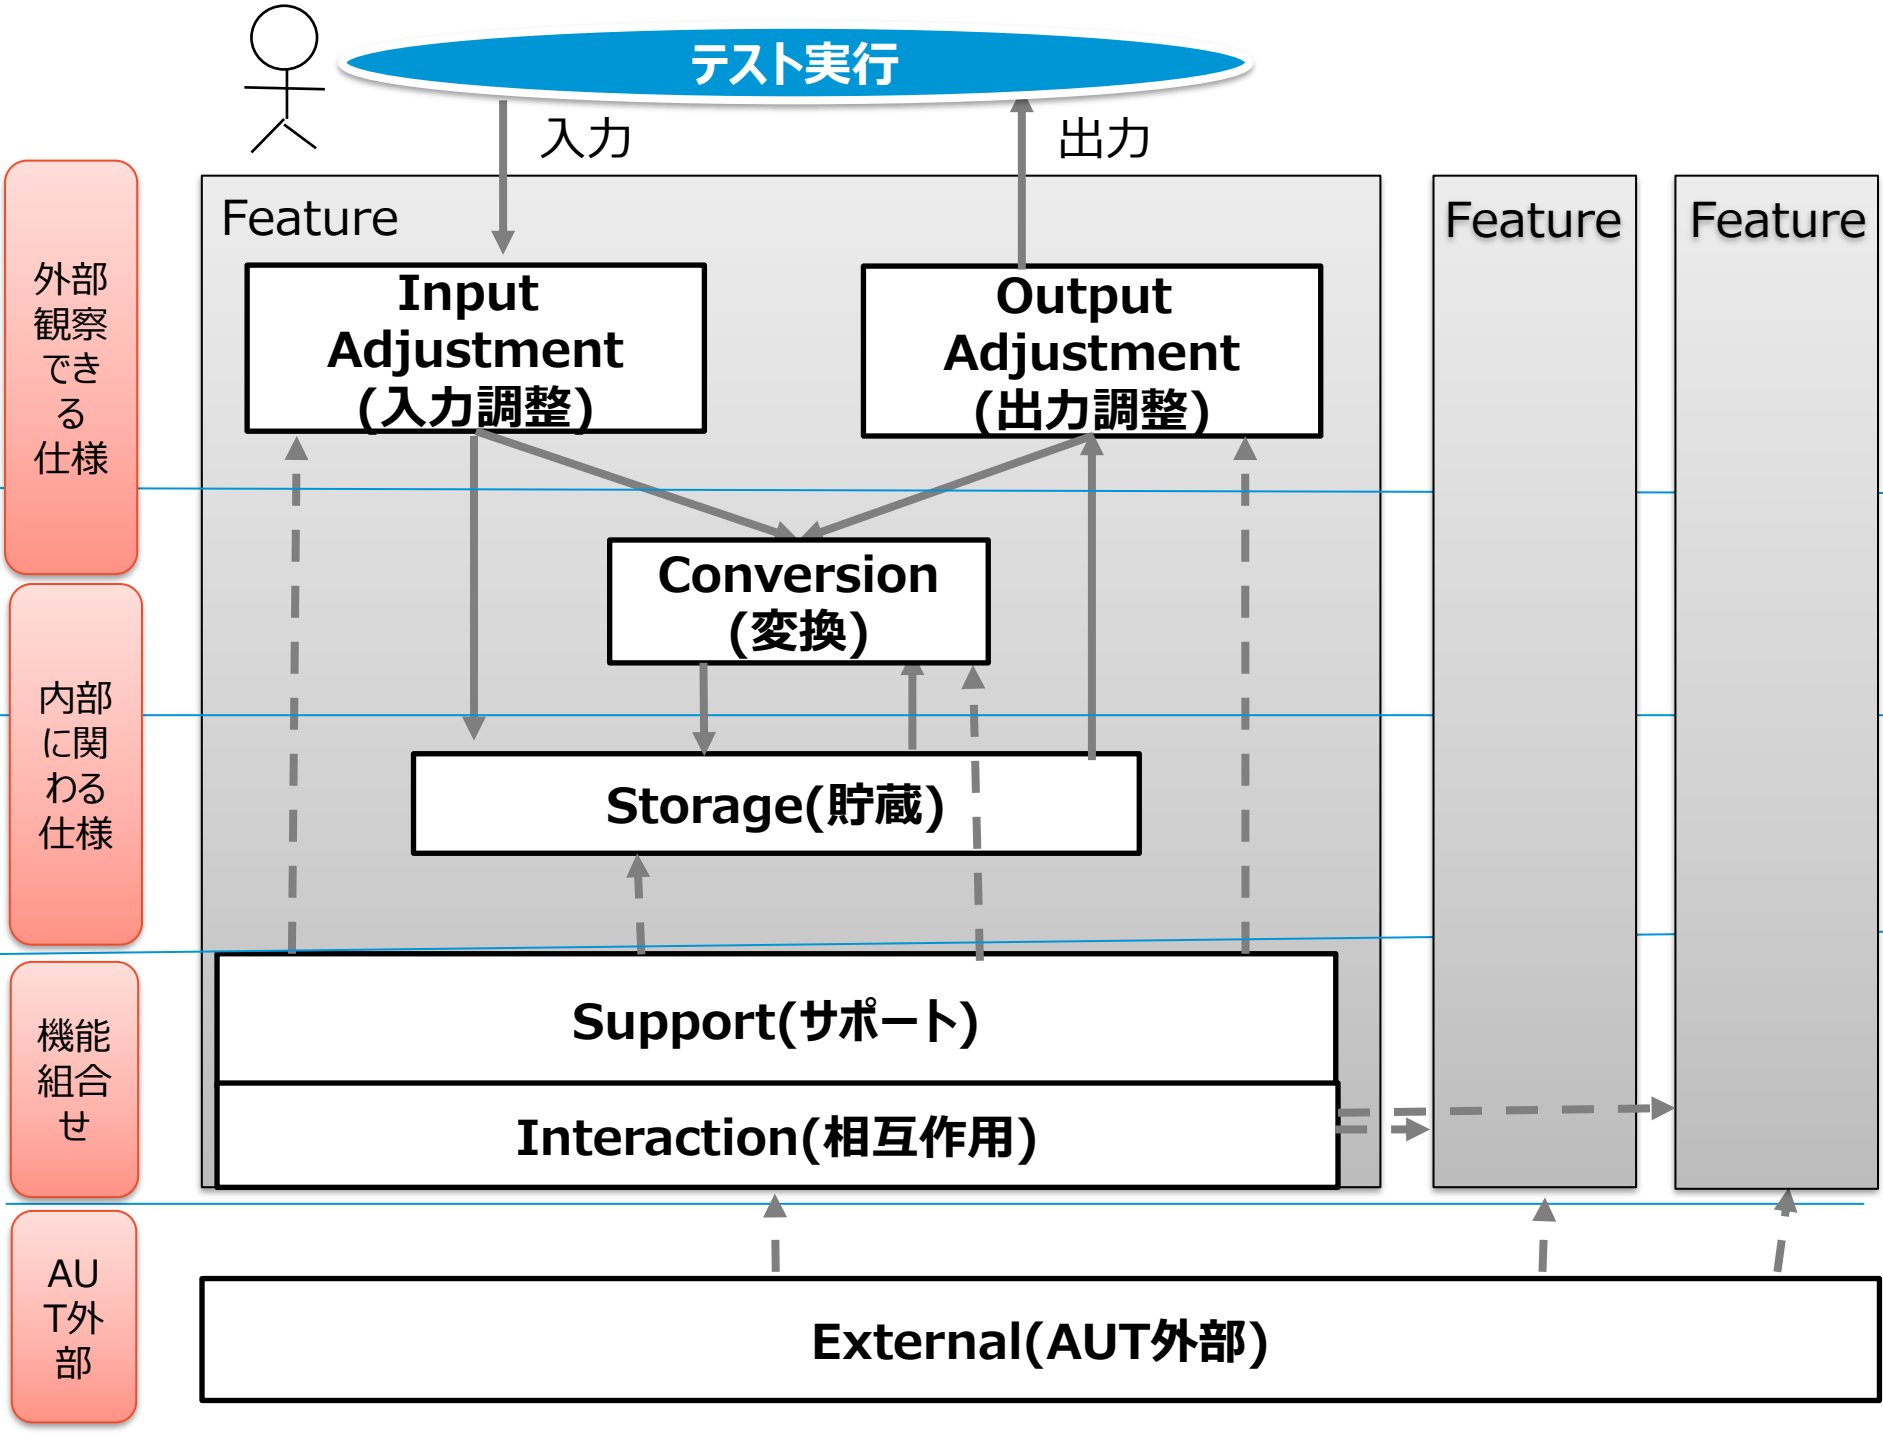 テスト実行
入力
出力
Feature
Feature
Feature
Input
Adjustment
(入力調整)
Output
Adjustment
(出力調整)
外部
観察
でき
る
仕様
Conversion
(変換)
内部
に関
わる
仕様
Storage(貯蔵)
機能
組合
せ
Support(サポート)
Interaction(相互作用)
AU
T外
部
External(AUT外部)